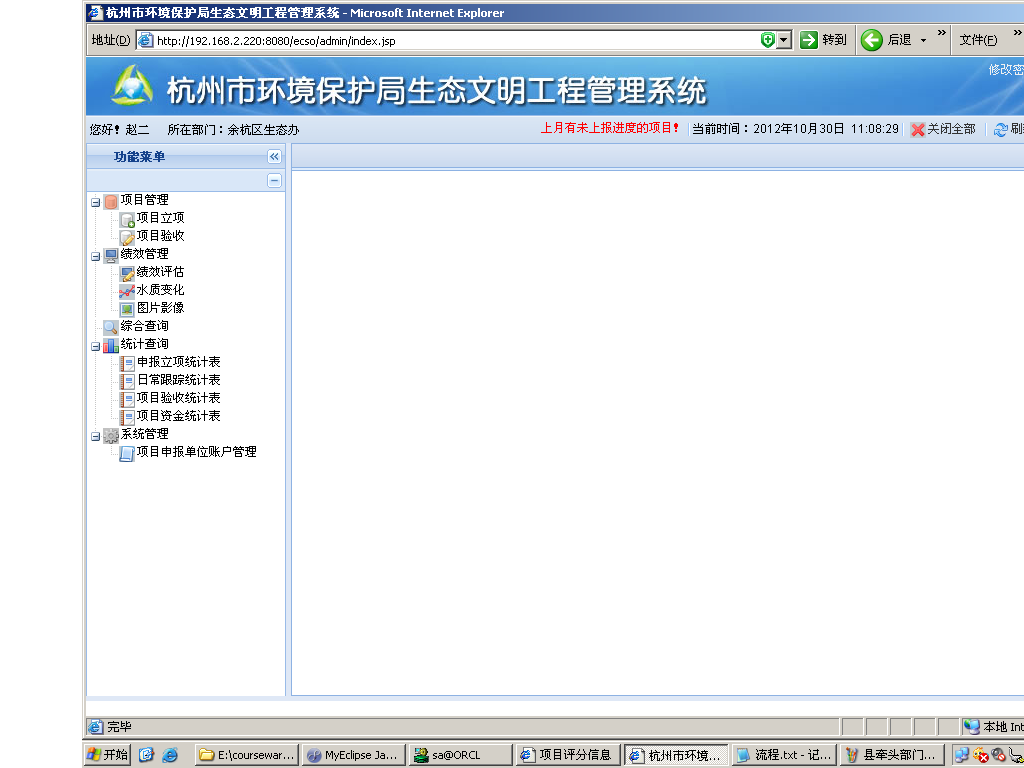 杭州市环境保护局生态文明工程管理系统 - Microsoft Internet Explorer
地址(D) http://192.168.2.220:8080/ecso/admin/index.jsp 转到 后退 » 文件(F) »
杭州市环境保护局生态文明工程管理系统
修改密
您好! 赵二 所在部门:余杭区生态办 上月有未上报进度的项目! 当前时间:2012年10月30日 11:08:29 关闭全部 刷
功能菜单
项目管理
项目立项
项目验收
绩效管理
绩效评估
水质变化
图片影像
综合查询
统计查询
申报立项统计表
日常跟踪统计表
项目验收统计表
项目资金统计表
系统管理
项目申报单位账户管理
完毕 本地 Int
开始 E:\coursewar... MyEclipse Ja... sa@ORCL 项目评分信息 杭州市环境... 流程.txt - 记... 县牵头部门...